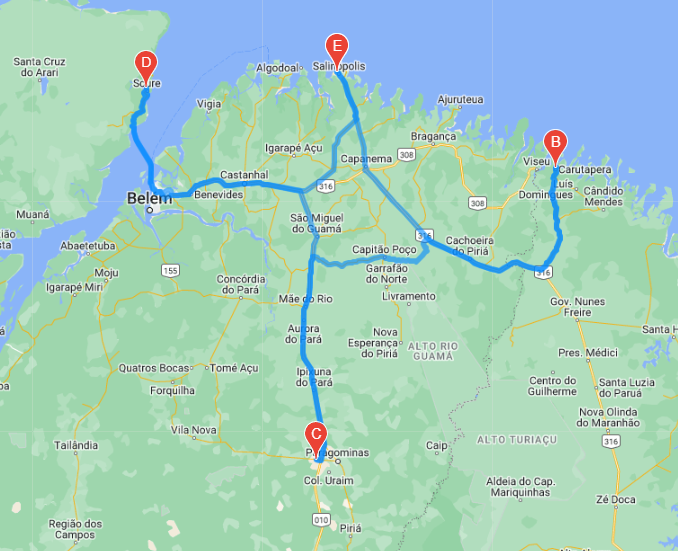 E
D
Santa Cruz
do Arari
Algodoal
Salinópolis
Soure
Vigia
Ajuruteua
B
Igarapé Açu
Bragança
Viseu
Carutapera
Capanema
308
Castanhal
316
Luis
Domingues
Cândido
Mendes
Belém
Benevides
308
Muaná
São Miguel
do Guamá
316
Cachoeira
do Piriá
Abaetetuba
Capitão Poço
155
Moju
Garrafão
do Norte
316
Igarapé Miri
Concórdia
do Pará
Mãe do Rio
Livramento
Gov. Nunes
Freire
Aurora
do Pará
Nova
Esperança
do Piriá
ALTO RIO
GUAMÁ
Santa H
Pres. Médici
Quatros Bocas
Tomé Açu
Ipixuna
do Pará
Centro do
Guilherme
Santa Luzia
do Paruá
Forquilha
Nova Olinda
do Maranhão
Vila Nova
C
ALTO TURIAÇU
316
Tailândia
Paragominas
Caip
Col. Uraim
Aldeia do Cap.
Mariquinhas
Zé Doca
Região dos
Campos
010
Piriá